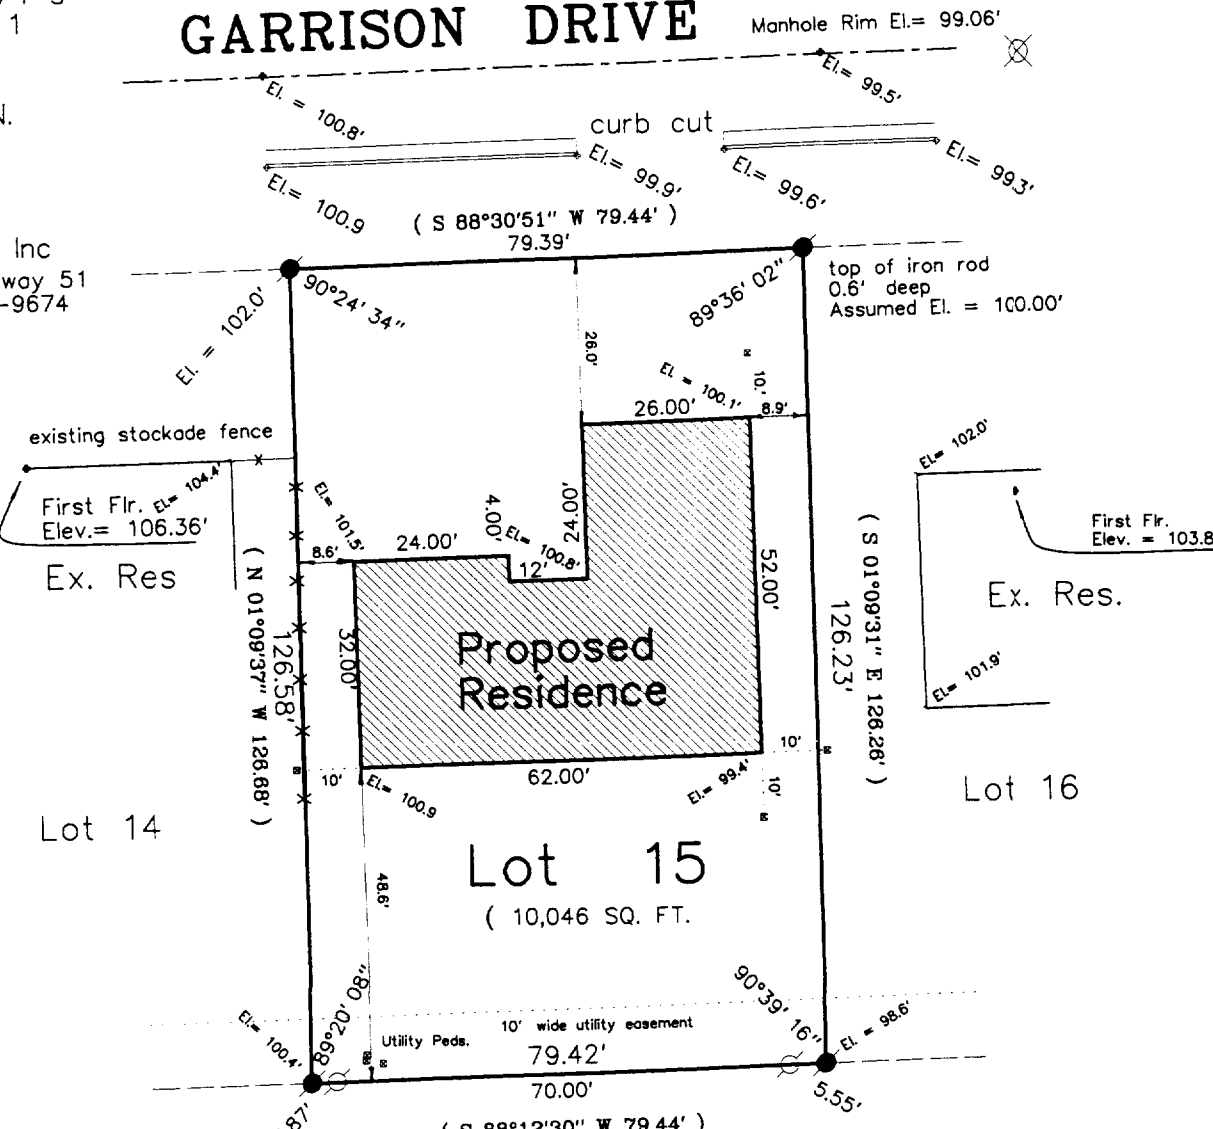 1
N.
GARRISON DRIVE
Manhole Rim El.= 99.06'
El. = 100.8'
El.= 99.5'
curb cut
El.= 100.9
El.= 99.9'
El.= 99.6'
El.= 99.3'
( S 88°30'51" W 79.44' )
79.39'
Inc
way 51
-9674
El. = 102.0'
90°24' 34"
89°36' 02"
top of iron rod
0.6' deep
Assumed El. = 100.00'
26.0'
10.'
El. = 100.1'
26.00'
8.9'
existing stockade fence
El= 104.4'
First Flr.
Elev.= 106.36'
Ex. Res
El= 101.5'
8.6'
24.00'
4.00'
El= 100.8'
12'
24.00'
52.00'
El= 102.0'
First Flr.
Elev. = 103.8
Ex. Res.
El= 101.9'
( N 01°09'37" W 126.68' )
126.58'
32.00'
Proposed
Residence
126.23'
( S 01°09'31" E 126.26' )
10'
El= 100.9
62.00'
El= 99.4'
10'
10'
Lot 14
Lot 16
Lot 15
( 10,046 SQ. FT.
48.6'
El= 100.4'
89°20' 08"
90°39' 16"
El. = 98.6'
Utility Peds.
10' wide utility easement
79.42'
70.00'
87'
5.55'
( S 88°12'30" W 79.44' )